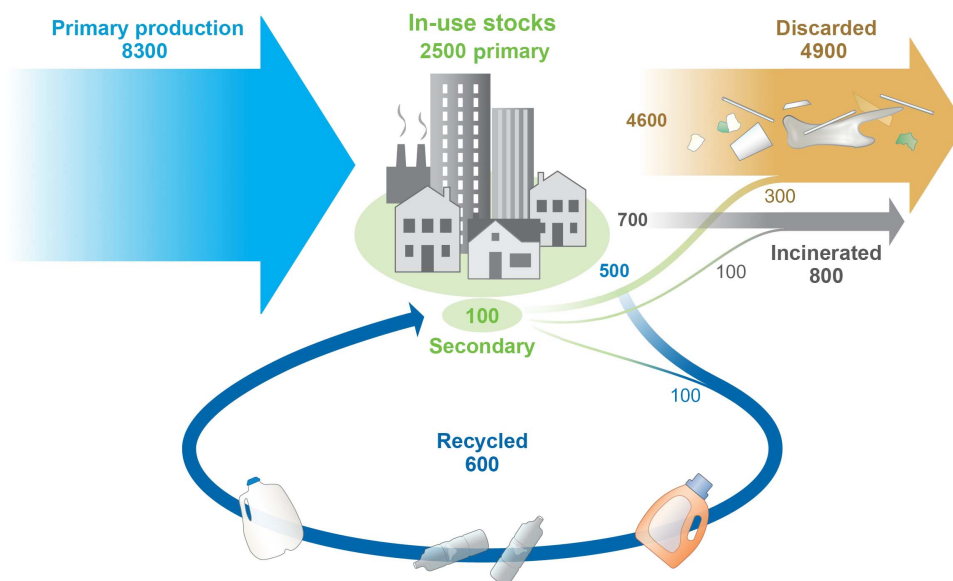 Primary production
8300
In-use stocks
2500 primary
Discarded
4900
4600
300
700
Incinerated
800
100
500
100
Secondary
100
Recycled
600